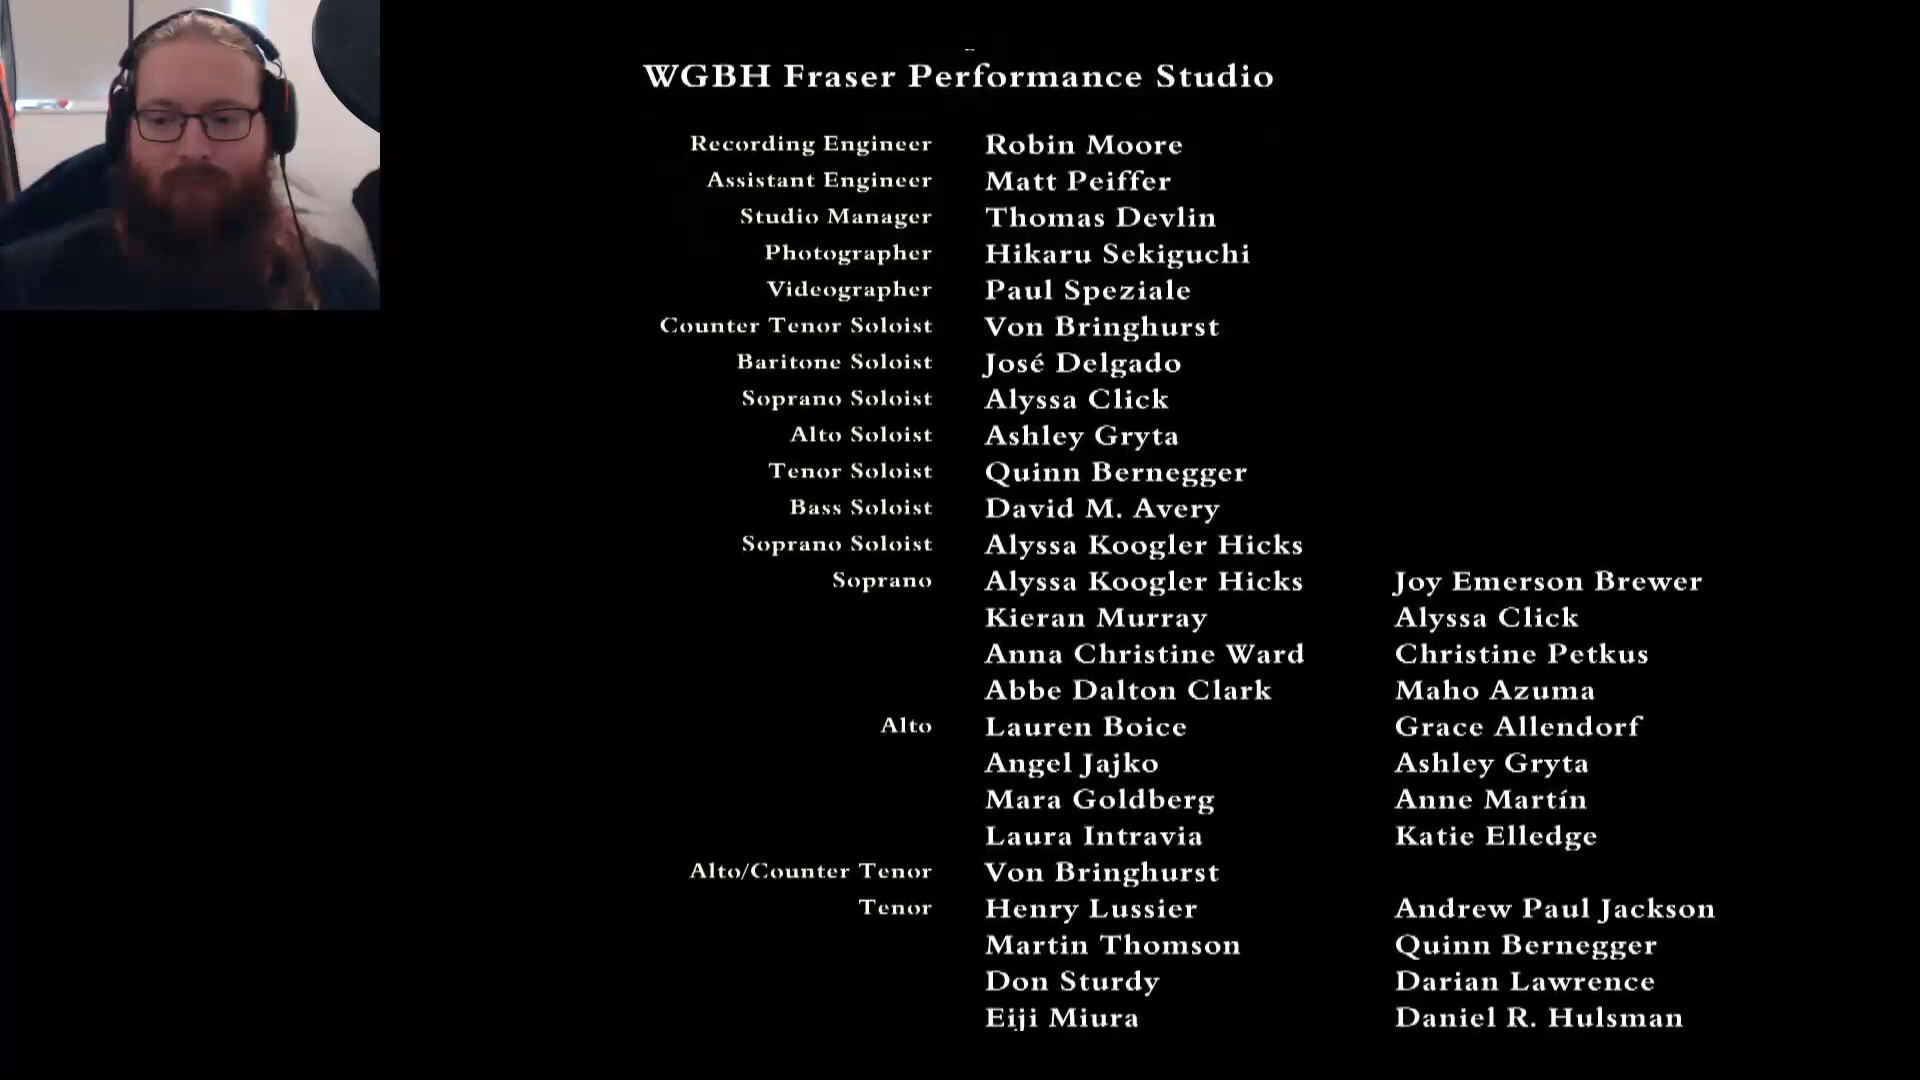 WGBH Fraser Performance Studio
Recording Engineer Robin Moore
Assistant Engineer Matt Peiffer
Studio Manager Thomas Devlin
Photographer Hikaru Sekiguchi
Videographer Paul Speziale
Counter Tenor Soloist Von Bringhurst
Baritone Soloist José Delgado
Soprano Soloist Alyssa Click
Alto Soloist Ashley Gryta
Tenor Soloist Quinn Bernegger
Bass Soloist David M. Avery
Soprano Soloist Alyssa Koogler Hicks
Soprano Alyssa Koogler Hicks Joy Emerson Brewer
Kieran Murray Alyssa Click
Anna Christine Ward Christine Petkus
Abbe Dalton Clark Maho Azuma
Alto Lauren Boice Grace Allendorf
Angel Jajko Ashley Gryta
Mara Goldberg Anne Martín
Laura Intravia Katie Elledge
Alto/Counter Tenor Von Bringhurst
Tenor Henry Lussier Andrew Paul Jackson
Martin Thomson Quinn Bernegger
Don Sturdy Darian Lawrence
Eiji Miura Daniel R. Hulsman